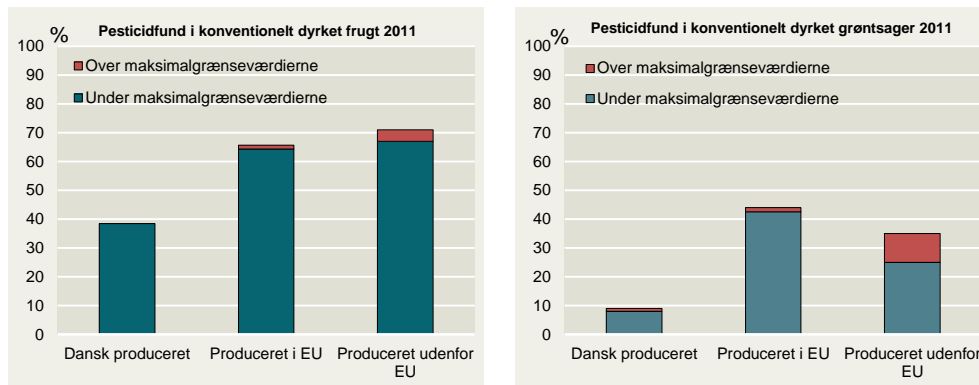 Pesticidfund i konventionelt dyrket frugt 2011
%
100
90
80
70
60
50
40
30
20
10
0
Over maksimalgrænseværdierne
Under maksimalgrænseværdierne
Dansk produceret
Produceret i EU
Produceret udenfor
EU
Pesticidfund i konventionelt dyrket grøntsager 2011
%
100
90
80
70
60
50
40
30
20
10
0
Over maksimalgrænseværdierne
Under maksimalgrænseværdierne
Dansk produceret
Produceret i EU
Produceret udenfor
EU